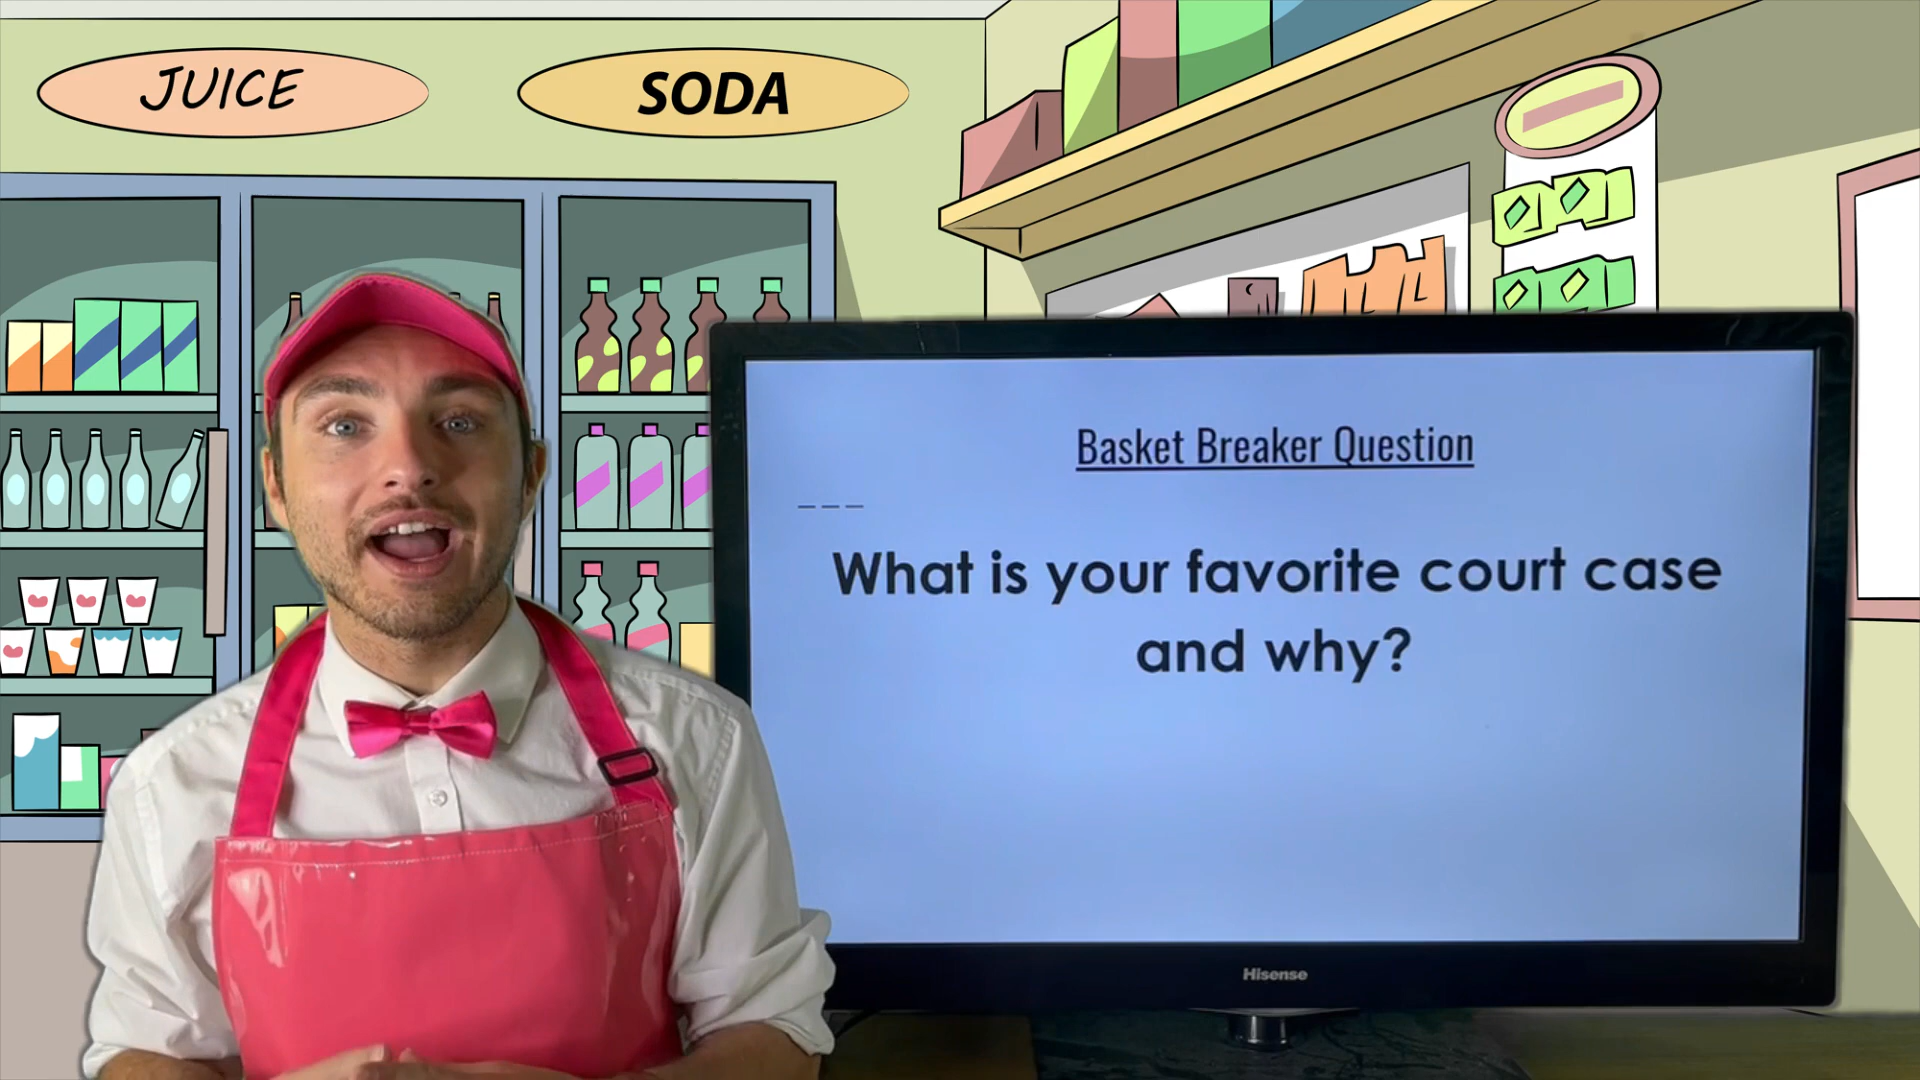 JUICE
SODA
Basket Breaker Question
---
What is your favorite court case
and why?
Hisense